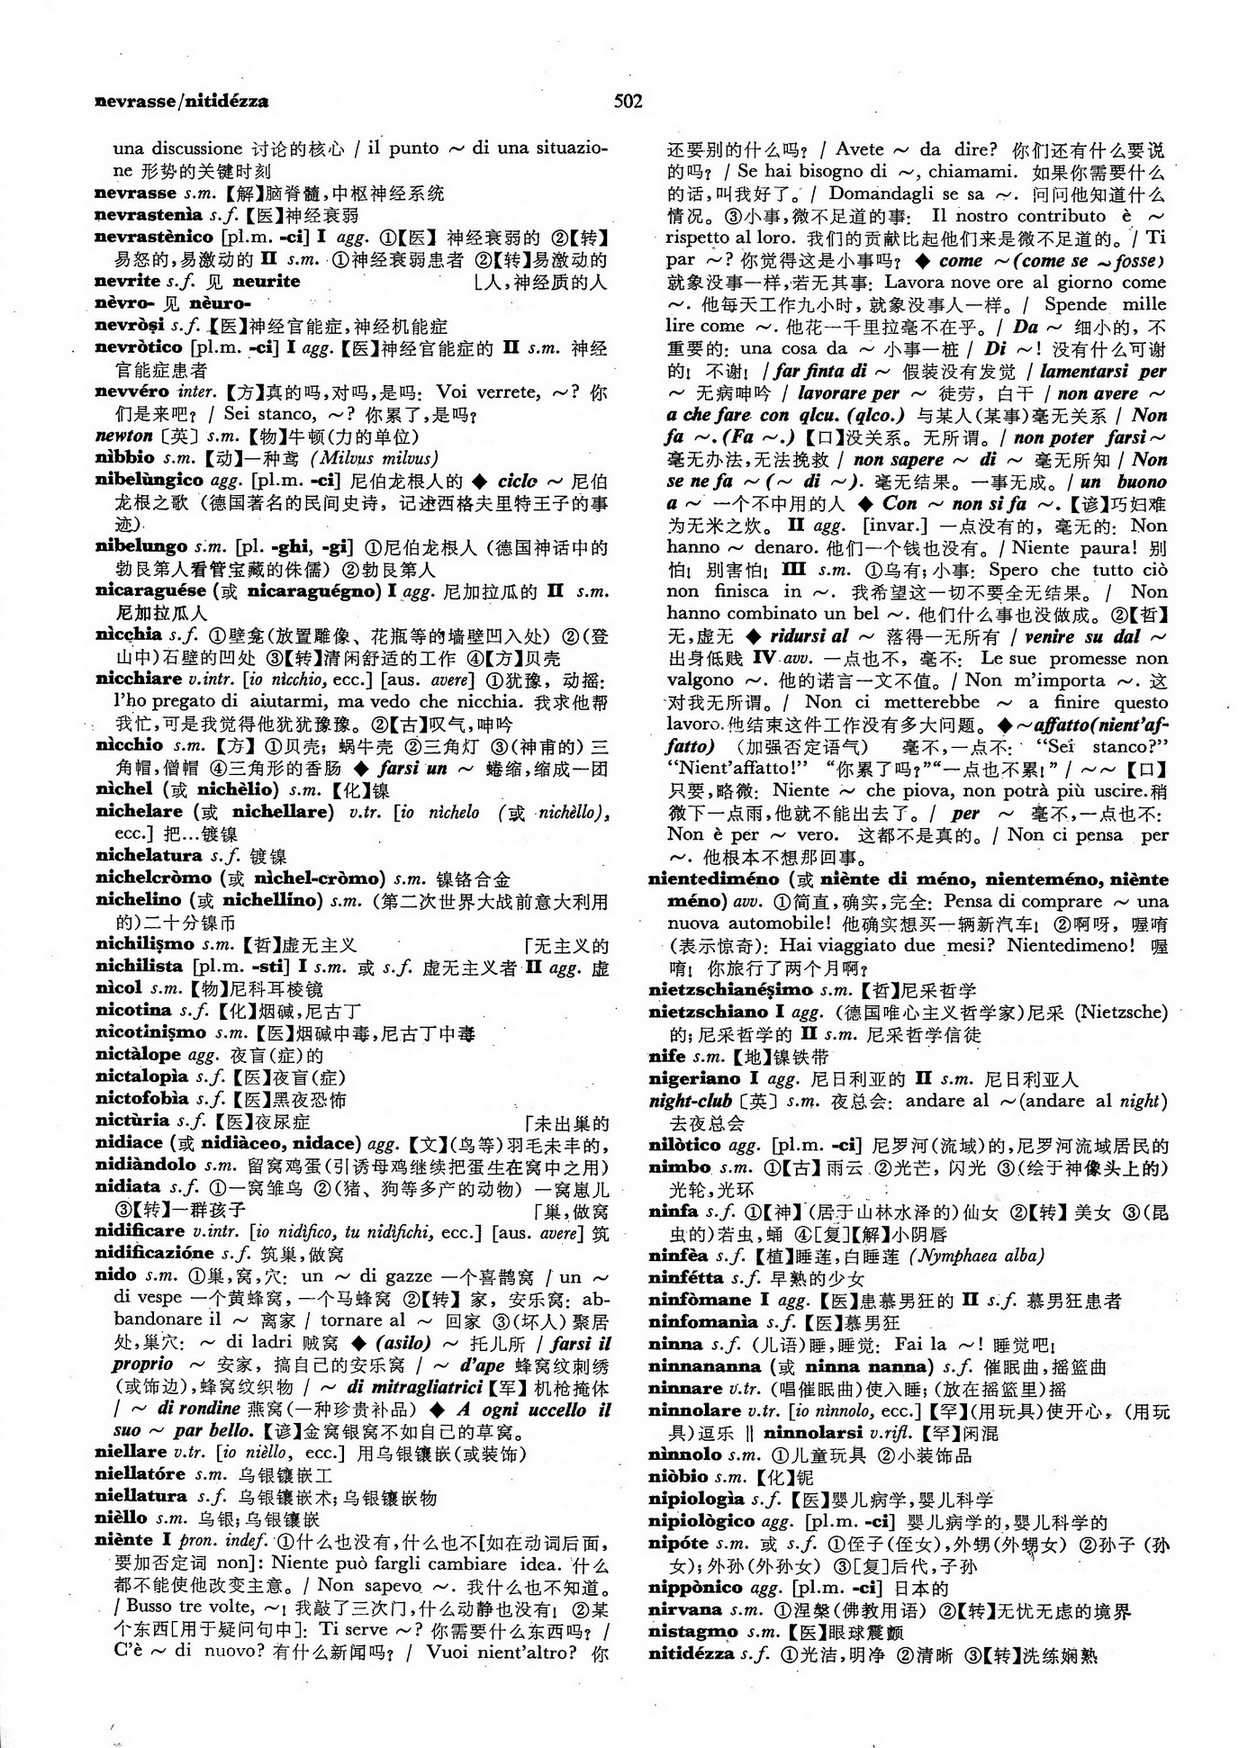 nevrasse/nitidézza
502
una discussione 讨论的核心 / il punto ～ di una situazio-
ne 形势的关键时刻
nevrasse s.m.【解】脑脊髓,中枢神经系统
nevrastenìa s.f.【医】神经衰弱
nevrastènico [pl.m. -ci] I agg. ①【医】神经衰弱的 ②【转】
易怒的,易激动的 II s.m. ①神经衰弱患者 ②【转】易激动的
nevrite s.f. 见 neurite ⌊人,神经质的人
nèvro- 见 nèuro-
nevròṣi s.f.【医】神经官能症,神经机能症
nevròtico [pl.m. -ci] I agg.【医】神经官能症的 II s.m. 神经
官能症患者
nevvéro inter.【方】真的吗,对吗,是吗: Voi verrete, ～? 你
们是来吧? / Sei stanco, ～? 你累了,是吗?
newton〔英〕s.m.【物】牛顿(力的单位)
nìbbio s.m.【动】一种鸢 (Milvus milvus)
nibelùngico agg. [pl.m. -ci] 尼伯龙根人的 ◆ ciclo ～ 尼伯
龙根之歌 (德国著名的民间史诗, 记述西格夫里特王子的事
迹)
nibelungo s.m. [pl. -ghi, -gi] ①尼伯龙根人 (德国神话中的
勃艮第人看管宝藏的侏儒) ②勃艮第人
nicaraguése (或 nicaraguégno) I agg. 尼加拉瓜的 II s.m.
尼加拉瓜人
nìcchia s.f. ①壁龛(放置雕像、花瓶等的墙壁凹入处) ②(登
山中)石壁的凹处 ③【转】清闲舒适的工作 ④【方】贝壳
nicchiare v.intr. [io nìcchio, ecc.] [aus. avere] ①犹豫, 动摇:
l'ho pregato di aiutarmi, ma vedo che nicchia. 我求他帮
我忙,可是我觉得他犹犹豫豫。②【古】叹气,呻吟
nìcchio s.m.【方】①贝壳; 蜗牛壳 ②三角灯 ③(神甫的) 三
角帽,僧帽 ④三角形的香肠 ◆ farsi un ～ 蜷缩,缩成一团
nìchel (或 nichèlio) s.m.【化】镍
nichelare (或 nichellare) v.tr. [io nìchelo (或 nichèllo),
ecc.] 把…镀镍
nichelatura s.f. 镀镍
nichelcròmo (或 nìchel-cròmo) s.m. 镍铬合金
nichelino (或 nichellino) s.m. (第二次世界大战前意大利用
的)二十分镍币
nichiliṣmo s.m.【哲】虚无主义 ⌈无主义的
nichilista [pl.m. -sti] I s.m. 或 s.f. 虚无主义者 II agg. 虚
nìcol s.m.【物】尼科耳棱镜
nicotina s.f.【化】烟碱,尼古丁
nicotiniṣmo s.m.【医】烟碱中毒,尼古丁中毒
nictàlope agg. 夜盲(症)的
nictalopìa s.f.【医】夜盲(症)
nictofobìa s.f.【医】黑夜恐怖
nictùria s.f.【医】夜尿症 ⌈未出巢的
nidiace (或 nidiàceo, nidace) agg.【文】(鸟等)羽毛未丰的,
nidiàndolo s.m. 留窝鸡蛋(引诱母鸡继续把蛋生在窝中之用)
nidiata s.f. ①一窝雏鸟 ②(猪、狗等多产的动物) 一窝崽儿
③【转】一群孩子 ⌈巢,做窝
nidificare v.intr. [io nidìfico, tu nidìfichi, ecc.] [aus. avere] 筑
nidificazióne s.f. 筑巢,做窝
nido s.m. ①巢,窝,穴: un ～ di gazze 一个喜鹊窝 / un ～
di vespe 一个黄蜂窝, 一个马蜂窝 ②【转】家, 安乐窝: ab-
bandonare il ～ 离家 / tornare al ～ 回家 ③(坏人)聚居
处,巢穴: ～ di ladri 贼窝 ◆ (asilo) ～ 托儿所 / farsi il
proprio ～ 安家, 搞自己的安乐窝 / ～ d'ape 蜂窝纹刺绣
(或饰边),蜂窝纹织物 / ～ di mitragliatrici【军】机枪掩体
/ ～ di rondine 燕窝(一种珍贵补品) ◆ A ogni uccello il
suo ～ par bello.【谚】金窝银窝不如自己的草窝。
niellare v.tr. [io nièllo, ecc.] 用乌银镶嵌(或装饰)
niellatóre s.m. 乌银镶嵌工
niellatura s.f. 乌银镶嵌术; 乌银镶嵌物
nièllo s.m. 乌银; 乌银镶嵌
niènte I pron. indef. ①什么也没有,什么也不[如在动词后面,
要加否定词 non]: Niente può fargli cambiare idea. 什么
都不能使他改变主意。/ Non sapevo ～. 我什么也不知道。
/ Busso tre volte, ～! 我敲了三次门,什么动静也没有! ②某
个东西[用于疑问句中]: Ti serve ～? 你需要什么东西吗? /
C'è ～ di nuovo? 有什么新闻吗? / Vuoi nient'altro? 你
还要别的什么吗? / Avete ～ da dire? 你们还有什么要说
的吗? / Se hai bisogno di ～, chiamami. 如果你需要什么
的话,叫我好了。/ Domandagli se sa ～. 问问他知道什么
情况。③小事,微不足道的事: Il nostro contributo è ～
rispetto al loro. 我们的贡献比起他们来是微不足道的。/ Ti
par ～? 你觉得这是小事吗? ◆ come ～ (come se ～ fosse)
就象没事一样,若无其事: Lavora nove ore al giorno come
～. 他每天工作九小时, 就象没事人一样。/ Spende mille
lire come ～. 他花一千里拉毫不在乎。/ Da ～ 细小的, 不
重要的: una cosa da ～ 小事一桩 / Di ～! 没有什么可谢
的! 不谢! / far finta di ～ 假装没有发觉 / lamentarsi per
～ 无病呻吟 / lavorare per ～ 徒劳, 白干 / non avere ～
a che fare con qlcu. (qlco.) 与某人(某事)毫无关系 / Non
fa ～. (Fa ～.)【口】没关系。无所谓。/ non poter farsi ～
毫无办法,无法挽救 / non sapere ～ di ～ 毫无所知 / Non
se ne fa ～ (～ di ～). 毫无结果。一事无成。/ un buono
a ～ 一个不中用的人 ◆ Con ～ non si fa ～.【谚】巧妇难
为无米之炊。 II agg. [invar.] 一点没有的, 毫无的: Non
hanno ～ denaro. 他们一个钱也没有。/ Niente paura! 别
怕! 别害怕! III s.m. ①乌有; 小事: Spero che tutto ciò
non finisca in ～. 我希望这一切不要全无结果。/ Non
hanno combinato un bel ～. 他们什么事也没做成。②【哲】
无,虚无 ◆ ridursi al ～ 落得一无所有 / venire su dal ～
出身低贱 IV avv. 一点也不, 毫不: Le sue promesse non
valgono ～. 他的诺言一文不值。/ Non m'importa ～. 这
对我无所谓。/ Non ci metterebbe ～ a finire questo
lavoro. 他结束这件工作没有多大问题。◆ ～ affatto (nient'af-
fatto) (加强否定语气) 毫不,一点不: “Sei stanco?”
“Nient'affatto!” “你累了吗?”“一点也不累!” / ～～【口】
只要,略微: Niente ～ che piova, non potrà più uscire. 稍
微下一点雨,他就不能出去了。/ per ～ 毫不,一点也不:
Non è per ～ vero. 这都不是真的。/ Non ci pensa per
～. 他根本不想那回事。
nientediméno (或 niènte di méno, nienteméno, niènte
méno) avv. ①简直,确实,完全: Pensa di comprare ～ una
nuova automobile! 他确实想买一辆新汽车! ②啊呀, 喔唷
(表示惊奇): Hai viaggiato due mesi? Nientedimeno! 喔
唷! 你旅行了两个月啊?
nietzschianéṣimo s.m.【哲】尼采哲学
nietzschiano I agg. (德国唯心主义哲学家)尼采 (Nietzsche)
的; 尼采哲学的 II s.m. 尼采哲学信徒
nife s.m.【地】镍铁带
nigeriano I agg. 尼日利亚的 II s.m. 尼日利亚人
night-club〔英〕s.m. 夜总会: andare al ～ (andare al night)
去夜总会
nilòtico agg. [pl.m. -ci] 尼罗河(流域)的,尼罗河流域居民的
nimbo s.m. ①【古】雨云 ②光芒, 闪光 ③(绘于神像头上的)
光轮,光环
ninfa s.f. ①【神】(居于山林水泽的)仙女 ②【转】美女 ③(昆
虫的)若虫,蛹 ④[复]【解】小阴唇
ninfèa s.f.【植】睡莲,白睡莲 (Nymphaea alba)
ninfétta s.f. 早熟的少女
ninfòmane I agg.【医】患慕男狂的 II s.f. 慕男狂患者
ninfomanìa s.f.【医】慕男狂
ninna s.f. (儿语)睡,睡觉: Fai la ～! 睡觉吧!
ninnananna (或 ninna nanna) s.f. 催眠曲,摇篮曲
ninnare v.tr. (唱催眠曲)使入睡; (放在摇篮里)摇
ninnolare v.tr. [io nìnnolo, ecc.]【罕】(用玩具)使开心, (用玩
具)逗乐 ‖ ninnolarsi v.rifl.【罕】闲混
nìnnolo s.m. ①儿童玩具 ②小装饰品
niòbio s.m.【化】铌
nipiologìa s.f.【医】婴儿病学,婴儿科学
nipiològico agg. [pl.m. -ci] 婴儿病学的,婴儿科学的
nipóte s.m. 或 s.f. ①侄子(侄女),外甥(外甥女) ②孙子 (孙
女); 外孙(外孙女) ③[复]后代,子孙
nippònico agg. [pl.m. -ci] 日本的
nirvana s.m. ①涅槃(佛教用语) ②【转】无忧无虑的境界
nistagmo s.m.【医】眼球震颤
nitidézza s.f. ①光洁,明净 ②清晰 ③【转】洗练娴熟